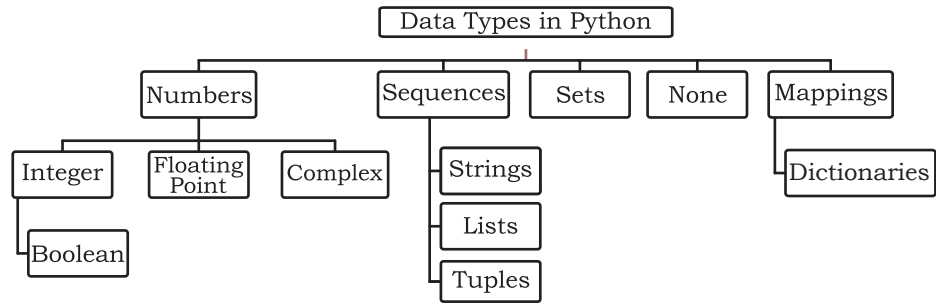 Data Types in Python
Numbers
Sequences
Sets
None
Mappings
Integer
Floating
Point
Complex
Strings
Dictionaries
Lists
Boolean
Tuples